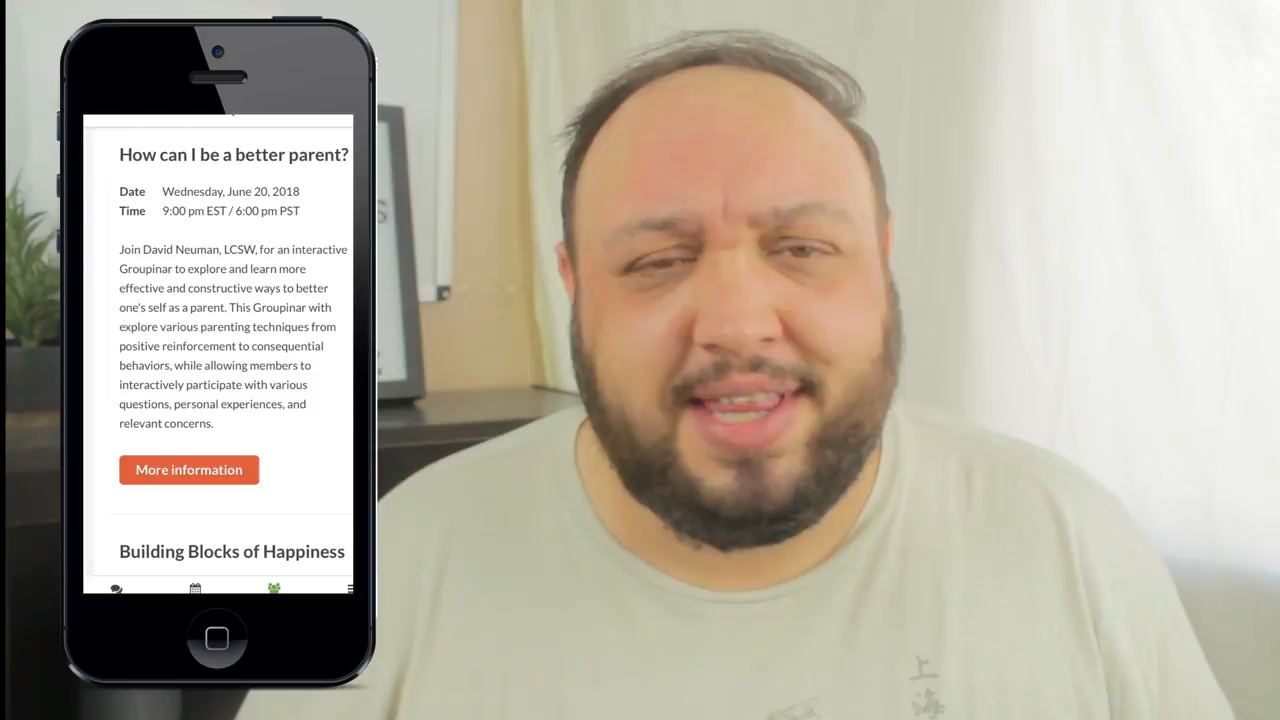 How can I be a better parent?
Date Wednesday, June 20, 2018
Time 9:00 pm EST / 6:00 pm PST
Join David Neuman, LCSW, for an interactive
Groupinar to explore and learn more
effective and constructive ways to better
one's self as a parent. This Groupinar with
explore various parenting techniques from
positive reinforcement to consequential
behaviors, while allowing members to
interactively participate with various
questions, personal experiences, and
relevant concerns.
More information
Building Blocks of Happiness
上
海